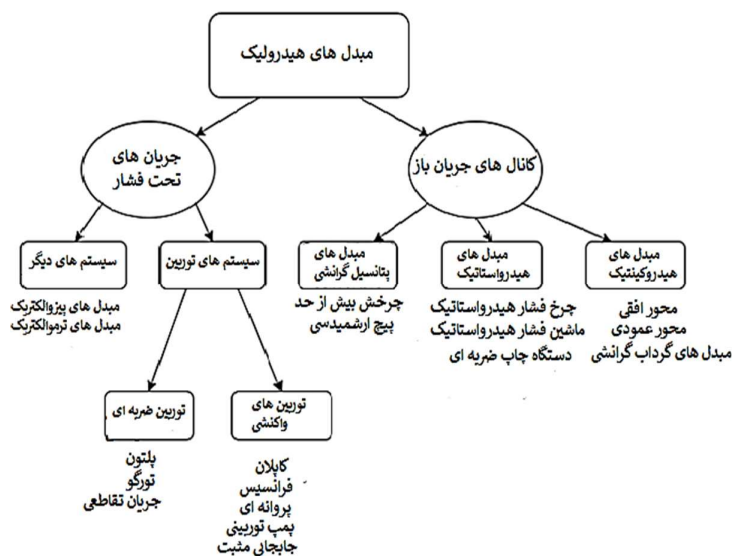 مبدل های هیدرولیک
جریان های
تحت فشار
کانال های جریان باز
سیستم های دیگر
سیستم های توربین
مبدل های
پتانسیل گرانشی
مبدل های
هیدرواستاتیک
مبدل های
هیدروکینتیک
مبدل های پیزوالکتریک
مبدل های ترموالکتریک
چرخش بیش از حد
پیچ ارشمیدسی
چرخ فشار هیدرواستاتیک
ماشین فشار هیدرواستاتیک
دستگاه چاپ ضربه ای
محور افقی
محور عمودی
مبدل های گرداب گرانشی
توربین ضربه ای
توربین های
واکنشی
پلتون
تورگو
جریان تقاطعی
کاپلان
فرانسیس
پروانه ای
پمپ توربینی
جابجایی مثبت